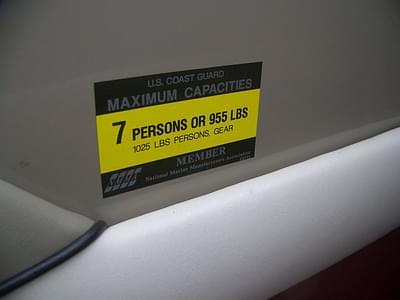 U.S. COAST GUARD
MAXIMUM CAPACITIES
7 PERSONS OR 955 LBS
1025 LBS PERSONS, GEAR
MEMBER
National Marine Manufacturers Association